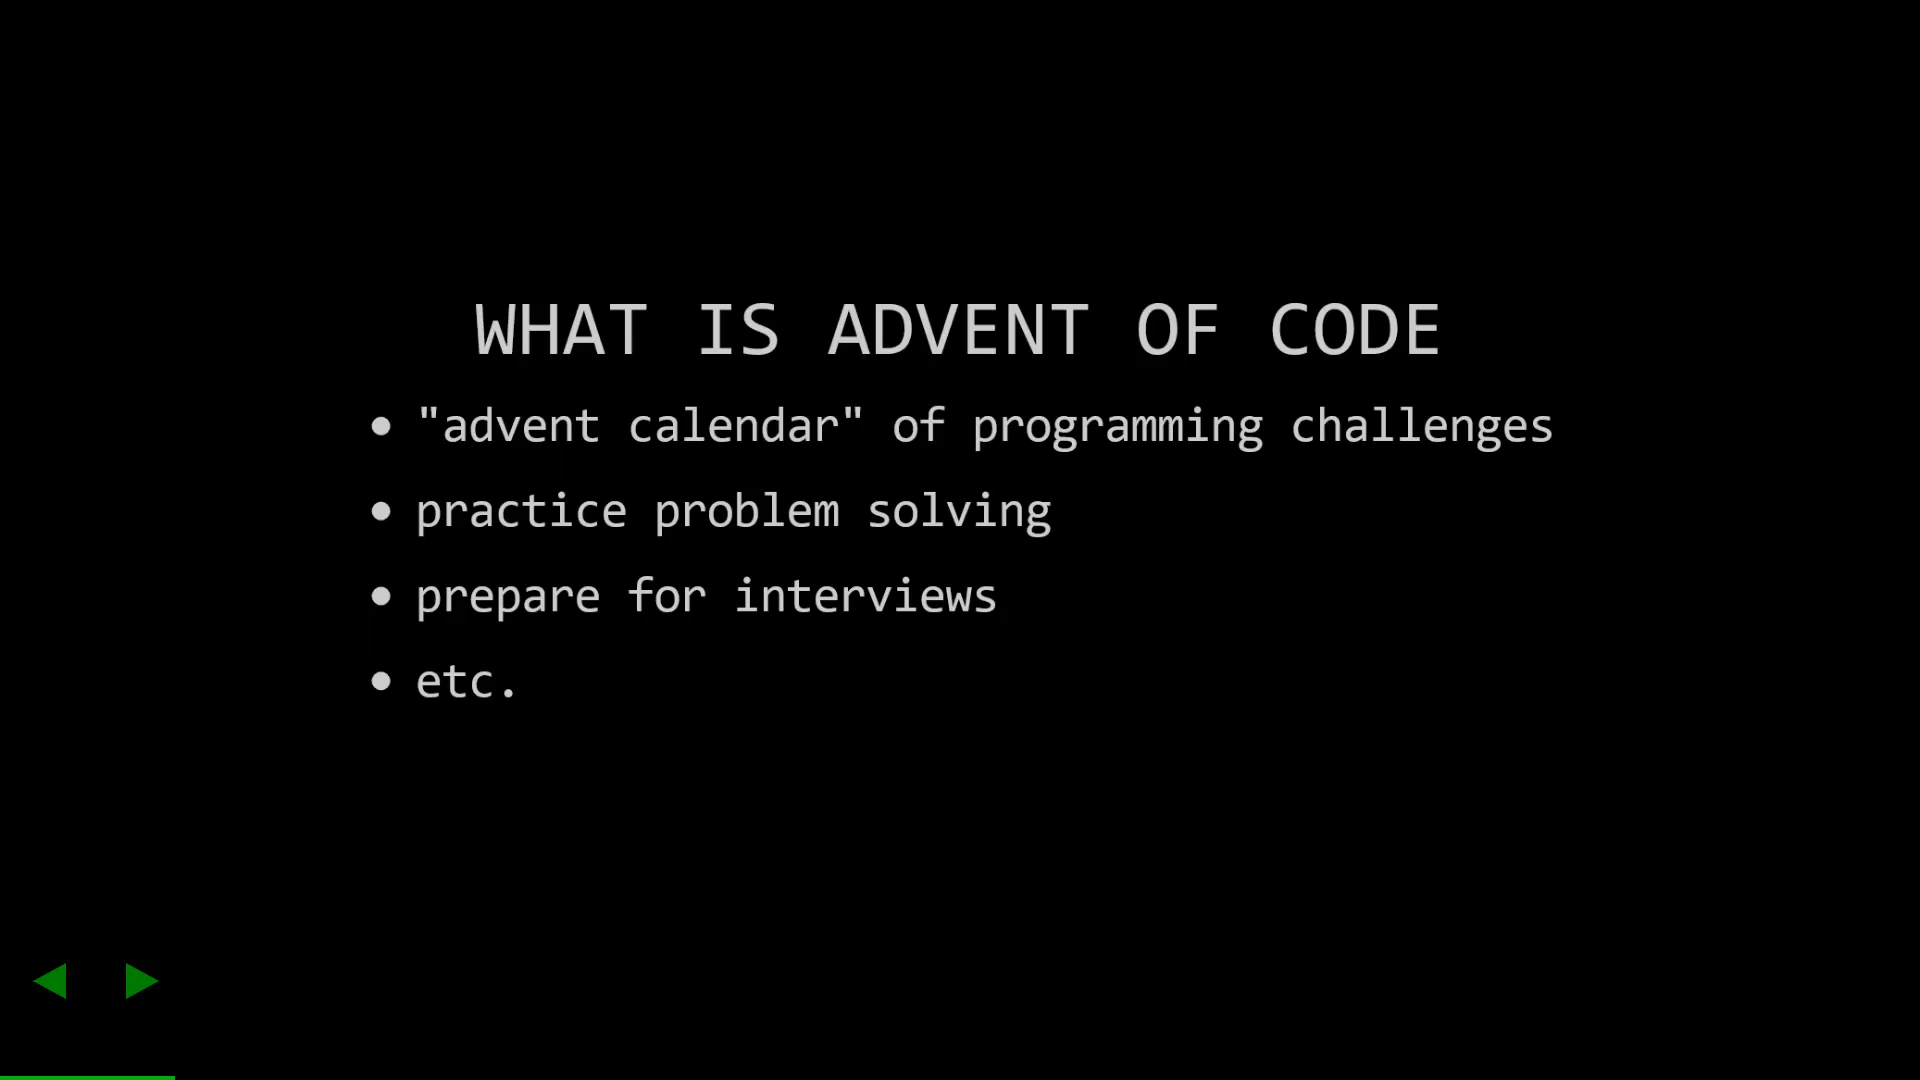 WHAT IS ADVENT OF CODE
• "advent calendar" of programming challenges
• practice problem solving
• prepare for interviews
• etc.